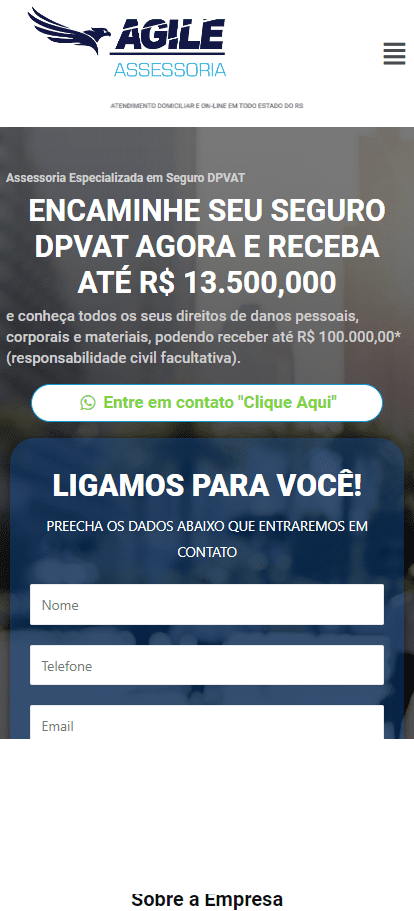 AGILE
ASSESSORIA
ATENDIMENTO DOMICILIAR E ON-LINE EM TODO ESTADO DO RS
Assessoria Especializada em Seguro DPVAT
ENCAMINHE SEU SEGURO
DPVAT AGORA E RECEBA
ATÉ R$ 13.500,000
e conheça todos os seus direitos de danos pessoais,
corporais e materiais, podendo receber até R$ 100.000,00*
(responsabilidade civil facultativa).
Entre em contato "Clique Aqui"
LIGAMOS PARA VOCÊ!
PREECHA OS DADOS ABAIXO QUE ENTRAREMOS EM
CONTATO
Nome
Telefone
Email
Sobre a Empresa